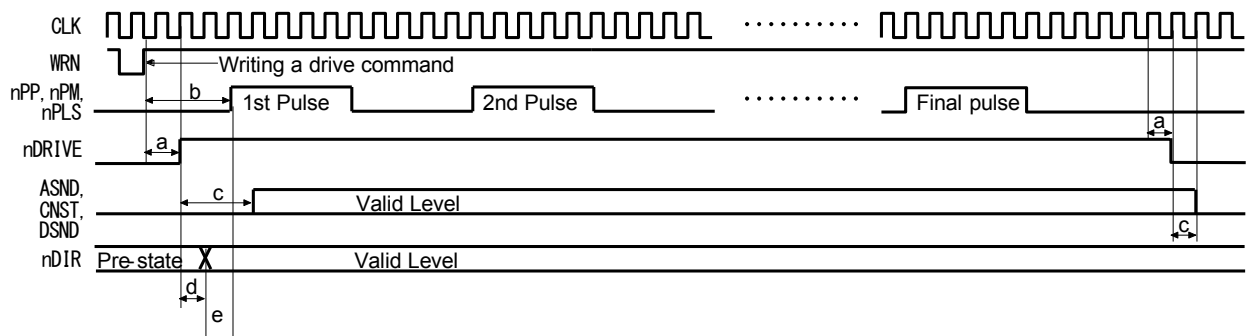 CLK
WRN
Writing a drive command
nPP, nPM,
nPLS
b
1st Pulse
2nd Pulse
Final pulse
a
a
nDRIVE
ASND,
CNST,
DSND
c
Valid Level
c
nDIR
Pre-state
Valid Level
d
e